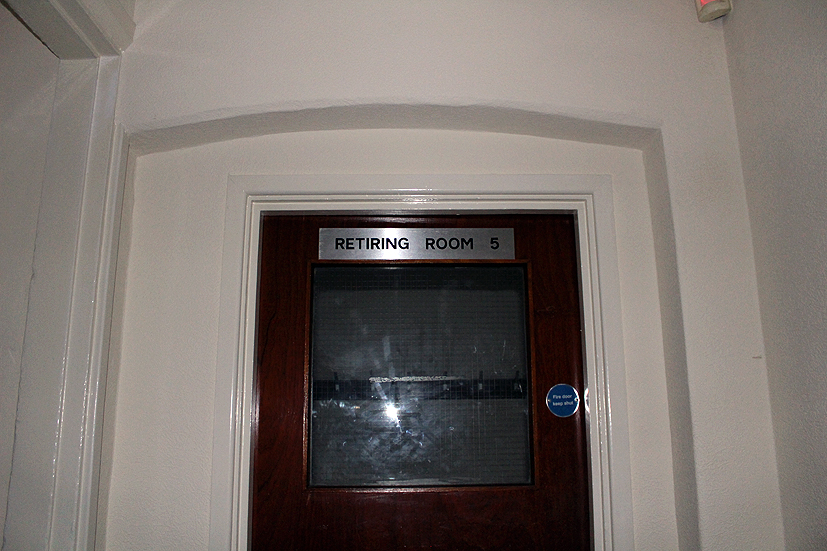 RETIRING ROOM 5
Fire door
keep shut